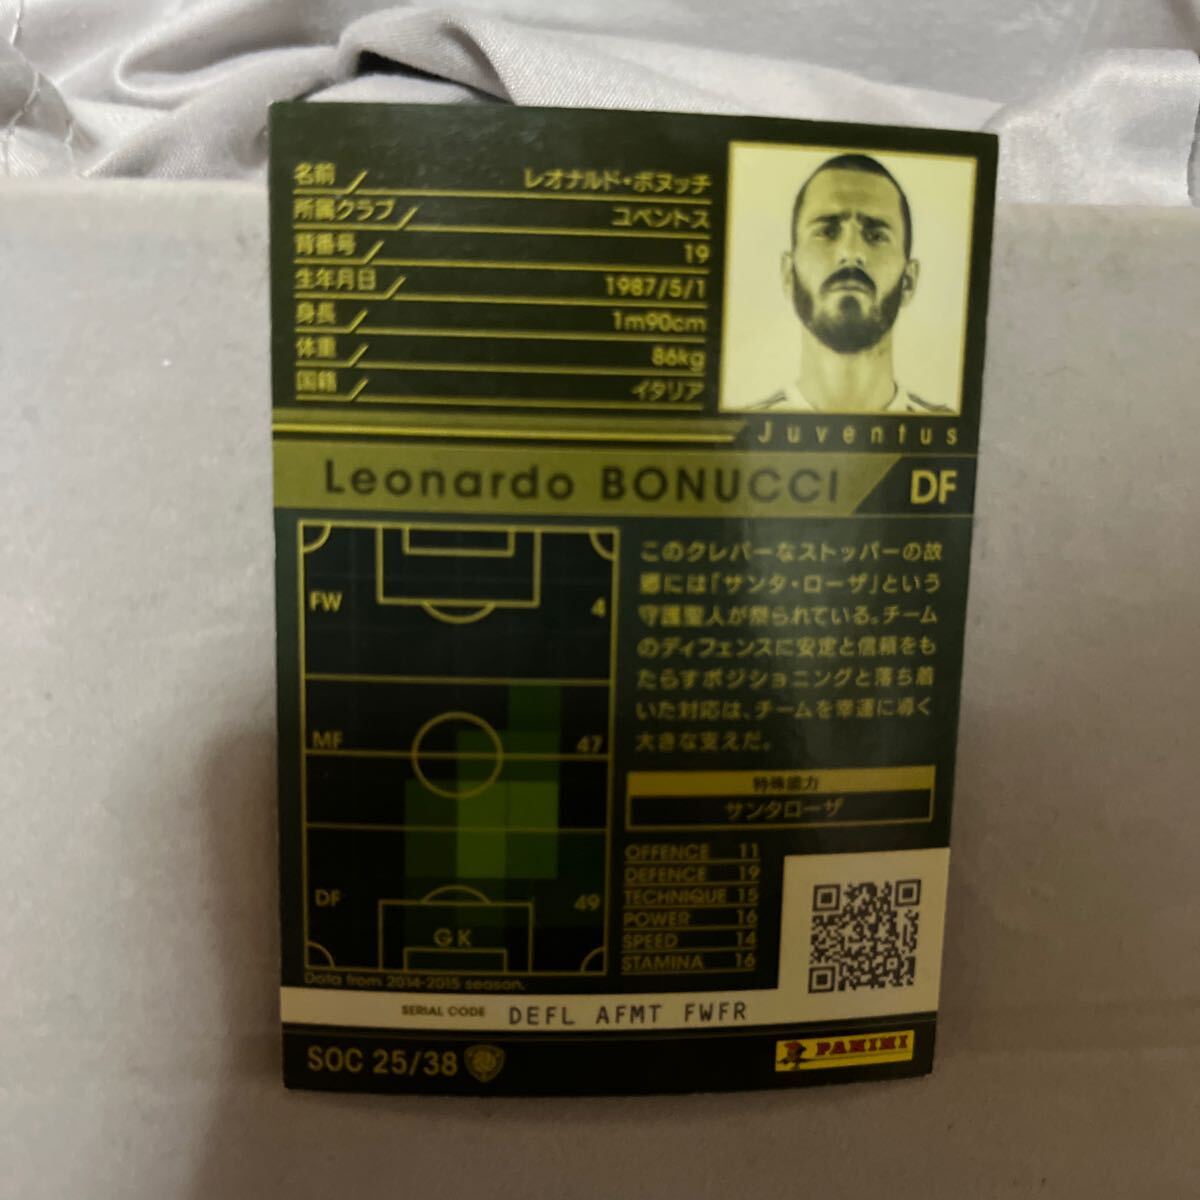 名前 レオナルド・ボヌッチ
所属クラブ ユベントス
背番号 19
生年月日 1987/5/1
身長 1m90cm
体重 86kg
国籍 イタリア
Juventus
Leonardo BONUCCI DF
FW 4
MF 47
DF 49
GK
Data from 2014-2015 season.
このクレバーなストッパーの故
郷には「サンタ・ローザ」という
守護聖人が祭られている。チーム
のディフェンスに安定と信頼をも
たらすポジショニングと落ち着
いた対応は、チームを幸運に導く
大きな支えだ。
特殊能力
サンタローザ
OFFENCE 11
DEFENCE 19
TECHNIQUE 15
POWER 16
SPEED 14
STAMINA 16
SERIAL CODE DEFL AFMT FWFR
SOC 25/38
PANINI